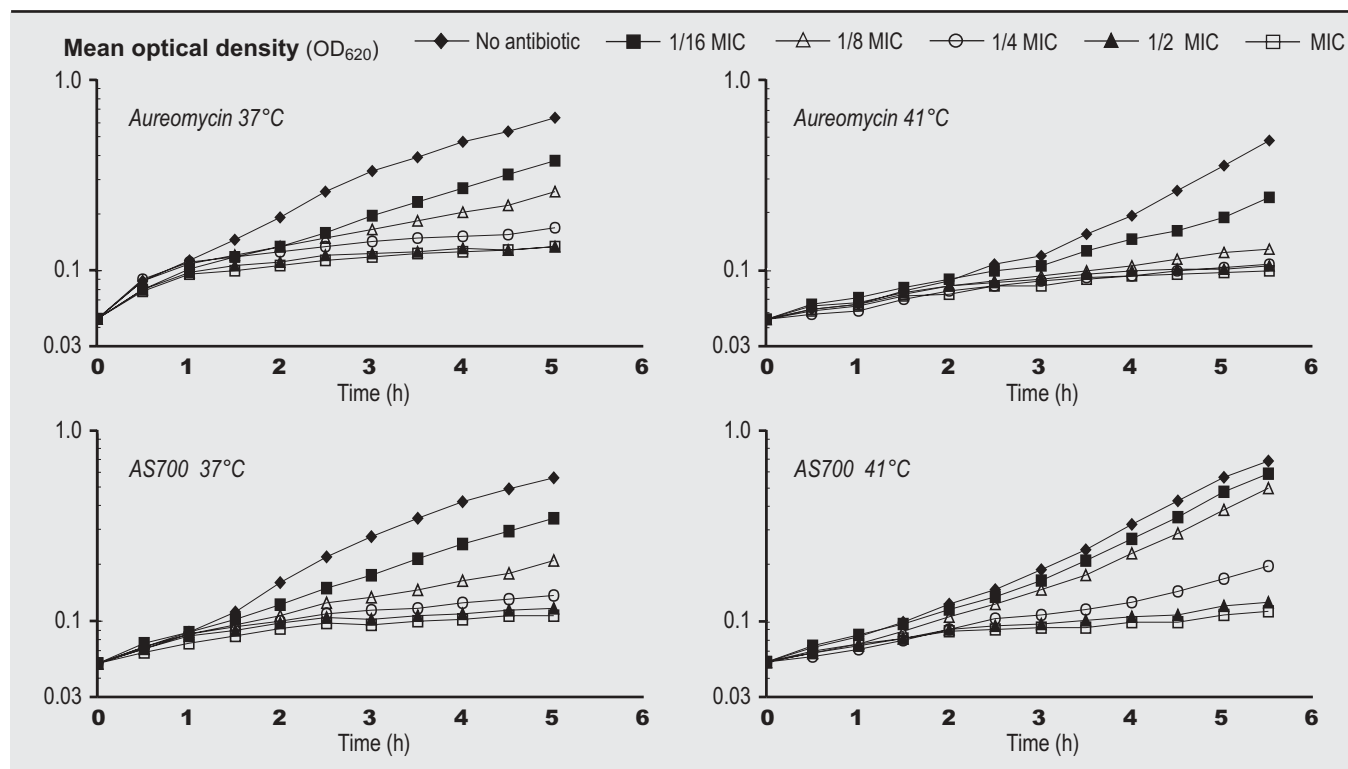 Mean optical density (OD620) No antibiotic 1/16 MIC 1/8 MIC 1/4 MIC 1/2 MIC MIC
Aureomycin 37°C
1.0
0.1
0.03
0 1 2 3 4 5 6
Time (h)
Aureomycin 41°C
1.0
0.1
0.03
0 1 2 3 4 5 6
Time (h)
AS700 37°C
1.0
0.1
0.03
0 1 2 3 4 5 6
Time (h)
AS700 41°C
1.0
0.1
0.03
0 1 2 3 4 5 6
Time (h)